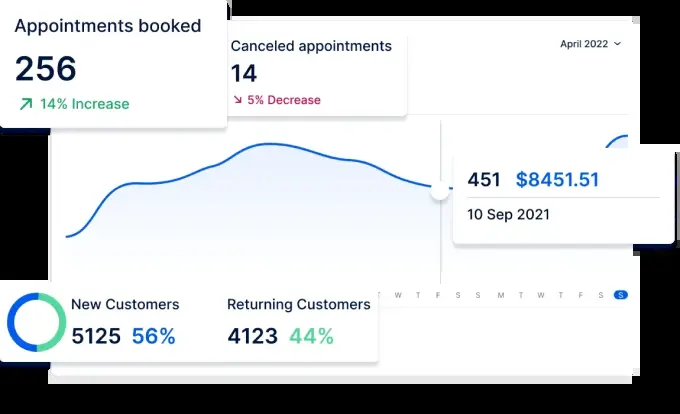 Appointments booked
256
14% Increase
Canceled appointments
14
5% Decrease
April 2022
451 $8451.51
10 Sep 2021
T W T F S S M T W T F S S
New Customers
5125 56%
Returning Customers
4123 44%